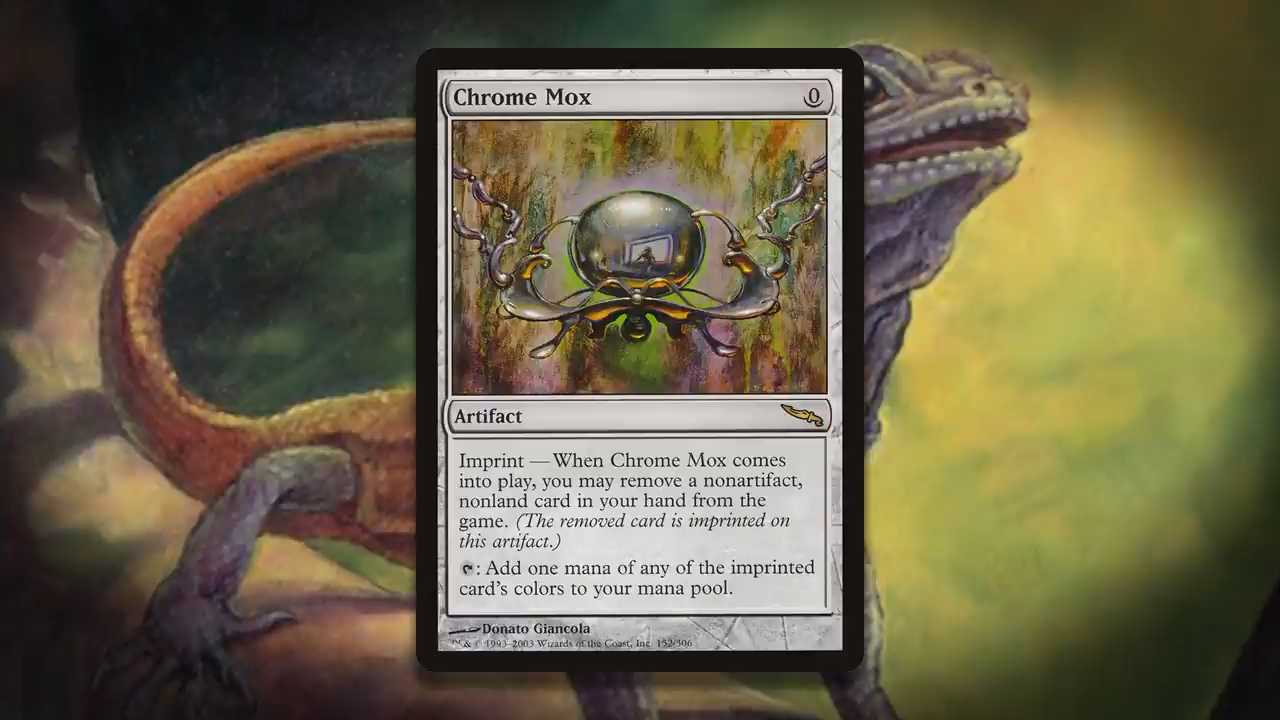 Chrome Mox 0
Artifact
Imprint — When Chrome Mox comes
into play, you may remove a nonartifact,
nonland card in your hand from the
game. (The removed card is imprinted on
this artifact.)
: Add one mana of any of the imprinted
card's colors to your mana pool.
Donato Giancola
™ & © 1993–2003 Wizards of the Coast, Inc. 152/306